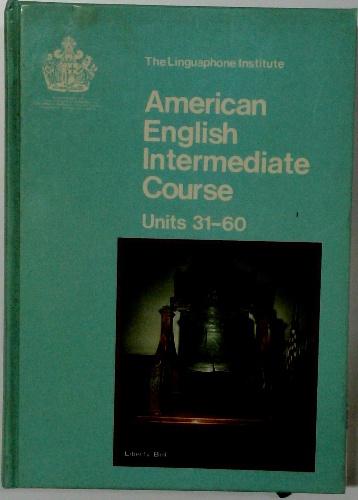 The Linguaphone Institute
American
English
Intermediate
Course
Units 31-60
Liberty Bell